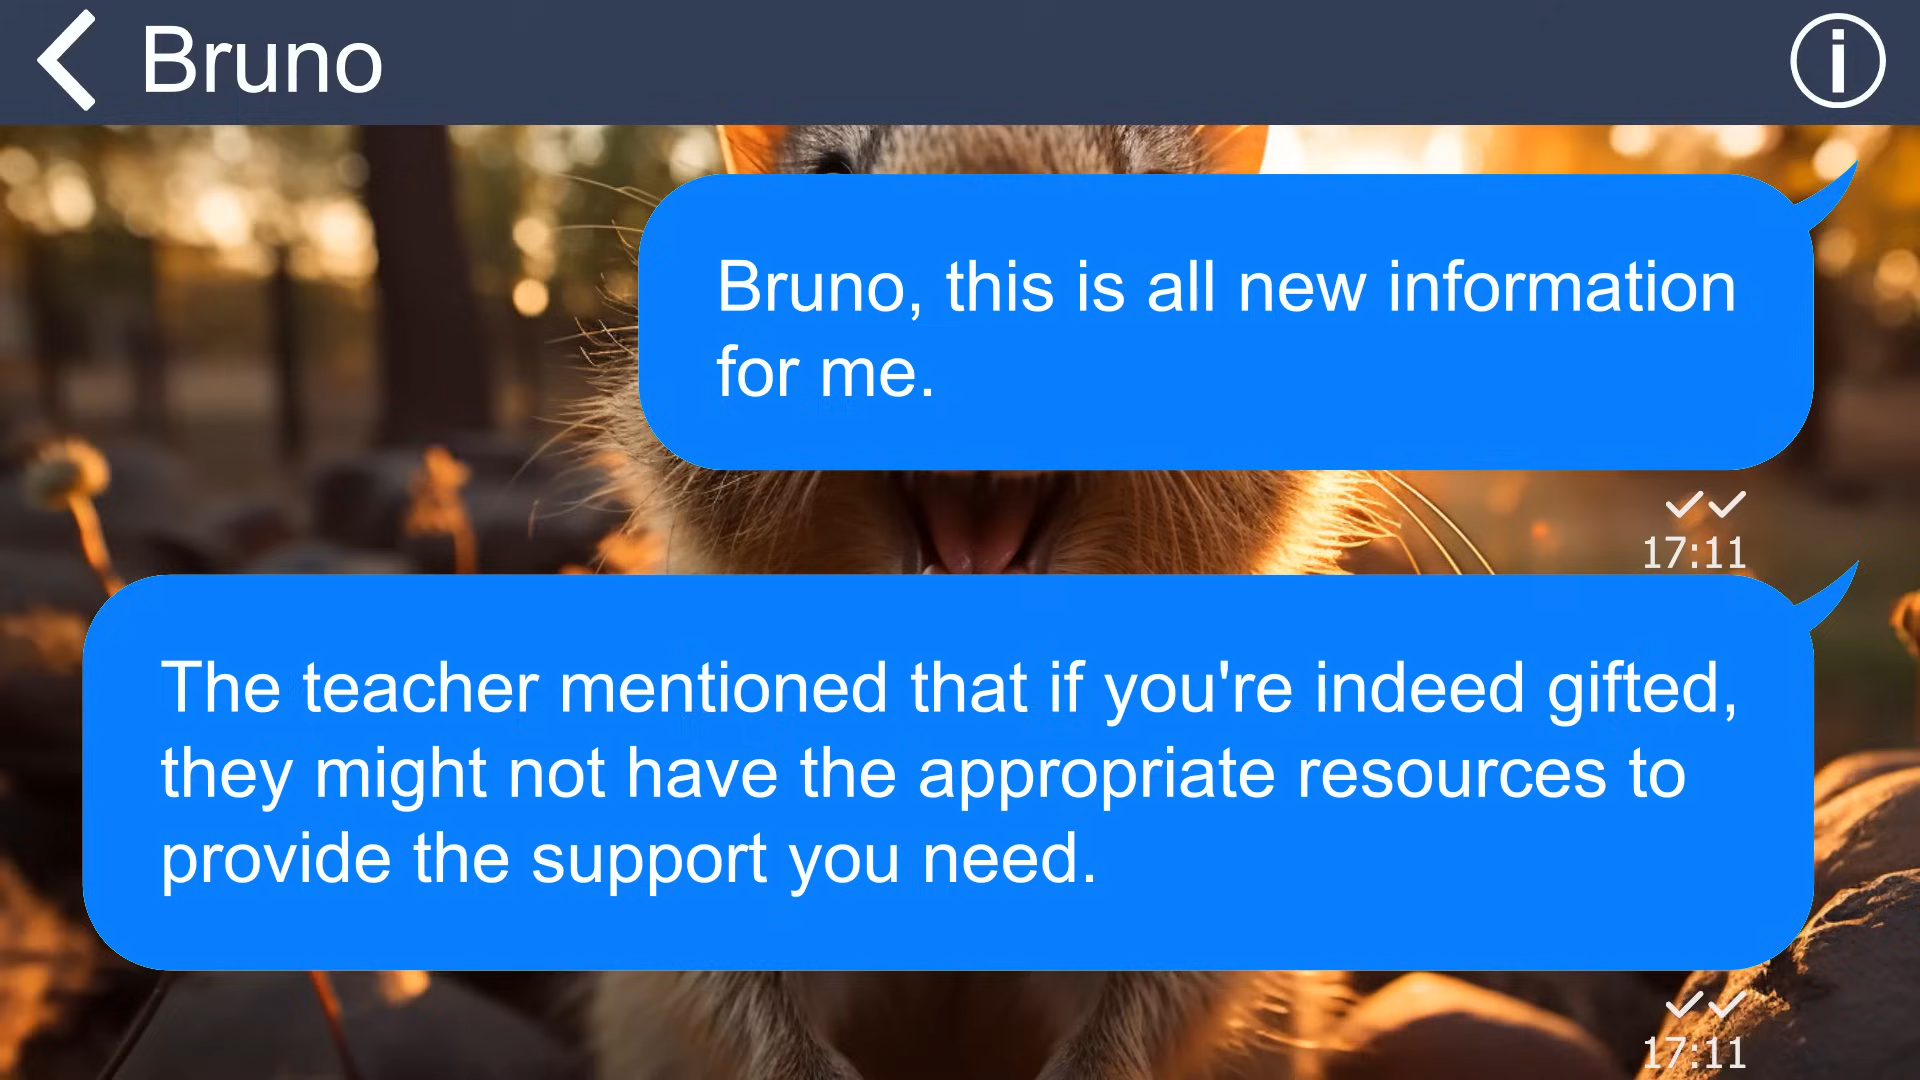 Bruno
Bruno, this is all new information
for me.
17:11
The teacher mentioned that if you're indeed gifted,
they might not have the appropriate resources to
provide the support you need.
17:11